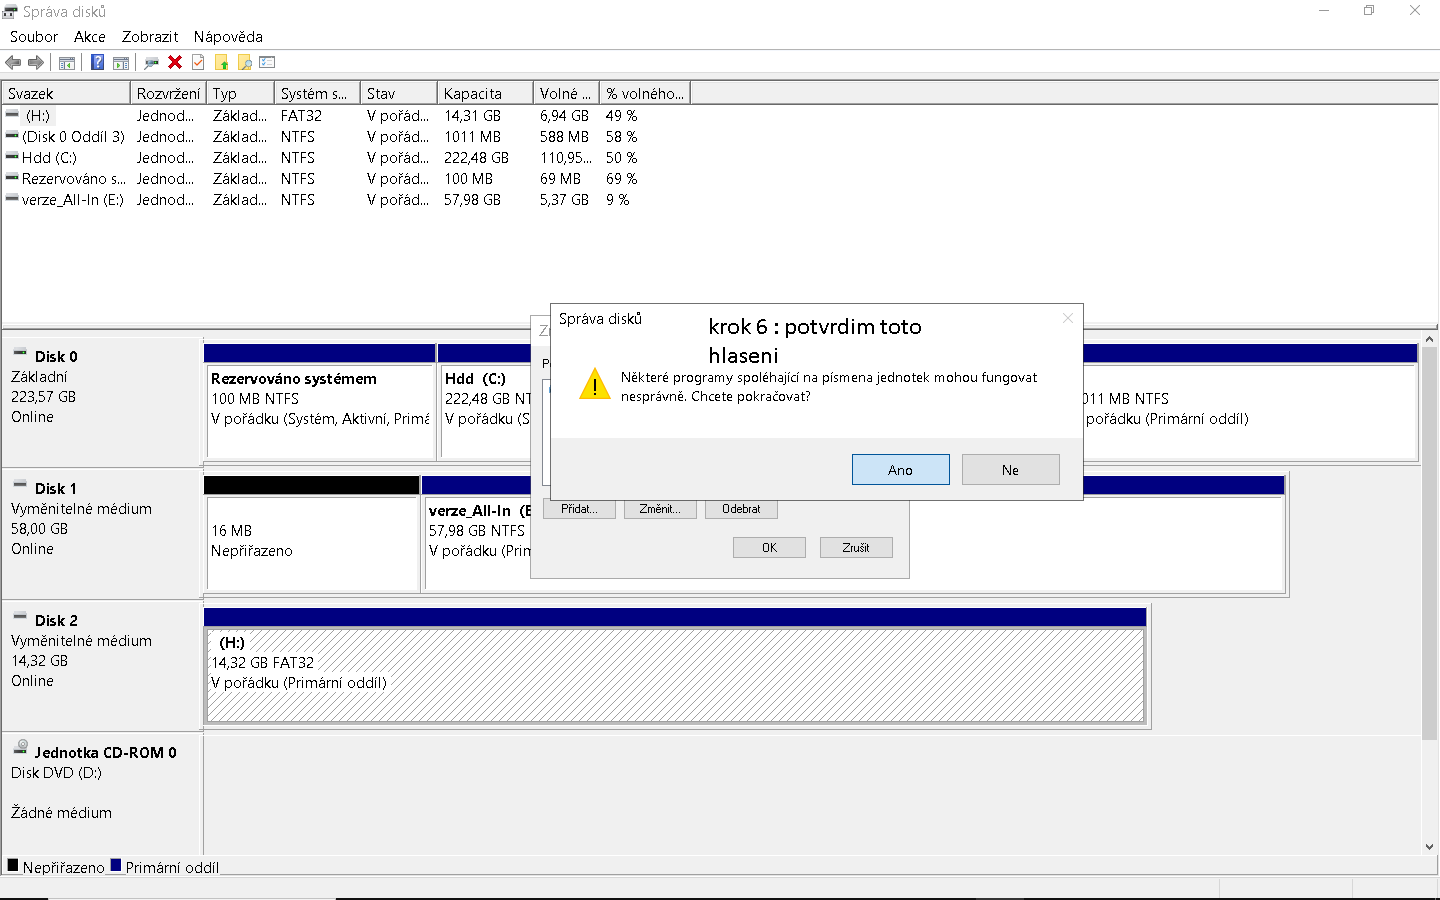 Správa disků
Soubor Akce Zobrazit Nápověda
Svazek Rozvržení Typ Systém s... Stav Kapacita Volné ... % volného...
(H:) Jednod... Základ... FAT32 V pořád... 14,31 GB 6,94 GB 49 %
(Disk 0 Oddíl 3) Jednod... Základ... NTFS V pořád... 1011 MB 588 MB 58 %
Hdd (C:) Jednod... Základ... NTFS V pořád... 222,48 GB 110,95... 50 %
Rezervováno s... Jednod... Základ... NTFS V pořád... 100 MB 69 MB 69 %
verze_All-In (E:) Jednod... Základ... NTFS V pořád... 57,98 GB 5,37 GB 9 %
Správa disků
krok 6 : potvrdim toto
hlaseni
Některé programy spoléhající na písmena jednotek mohou fungovat
nesprávně. Chcete pokračovat?
Ano Ne
Přidat... Změnit... Odebrat
OK Zrušit
Disk 0
Základní
223,57 GB
Online
Rezervováno systémem
100 MB NTFS
V pořádku (Systém, Aktivní, Primá
Hdd (C:)
222,48 GB NT
V pořádku (S
011 MB NTFS
pořádku (Primární oddíl)
Disk 1
Vyměnitelné médium
58,00 GB
Online
16 MB
Nepřiřazeno
verze_All-In (E
57,98 GB NTFS
V pořádku (Prin
Disk 2
Vyměnitelné médium
14,32 GB
Online
(H:)
14,32 GB FAT32
V pořádku (Primární oddíl)
Jednotka CD-ROM 0
Disk DVD (D:)
Žádné médium
Nepřiřazeno Primární oddíl